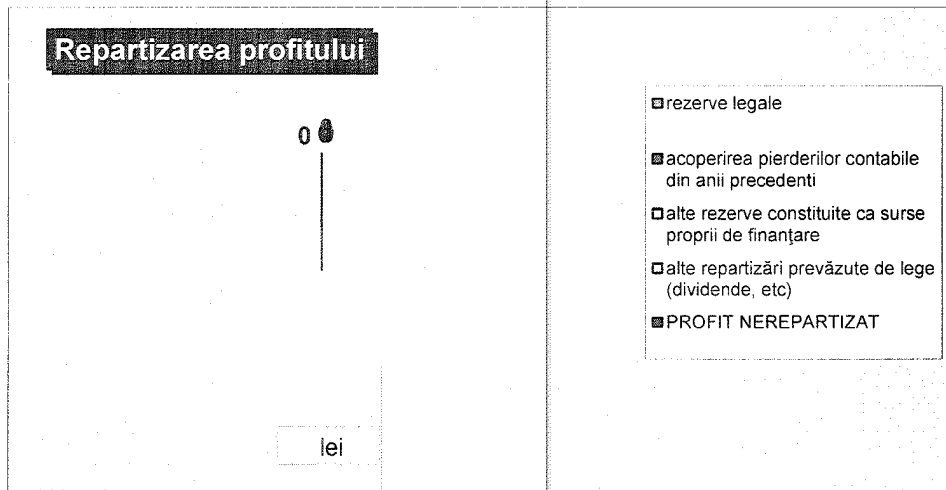 Repartizarea profitului
0
rezerve legale
acoperirea pierderilor contabile
din anii precedenti
alte rezerve constituite ca surse
proprii de finanţare
alte repartizări prevăzute de lege
(dividende, etc)
PROFIT NEREPARTIZAT
lei